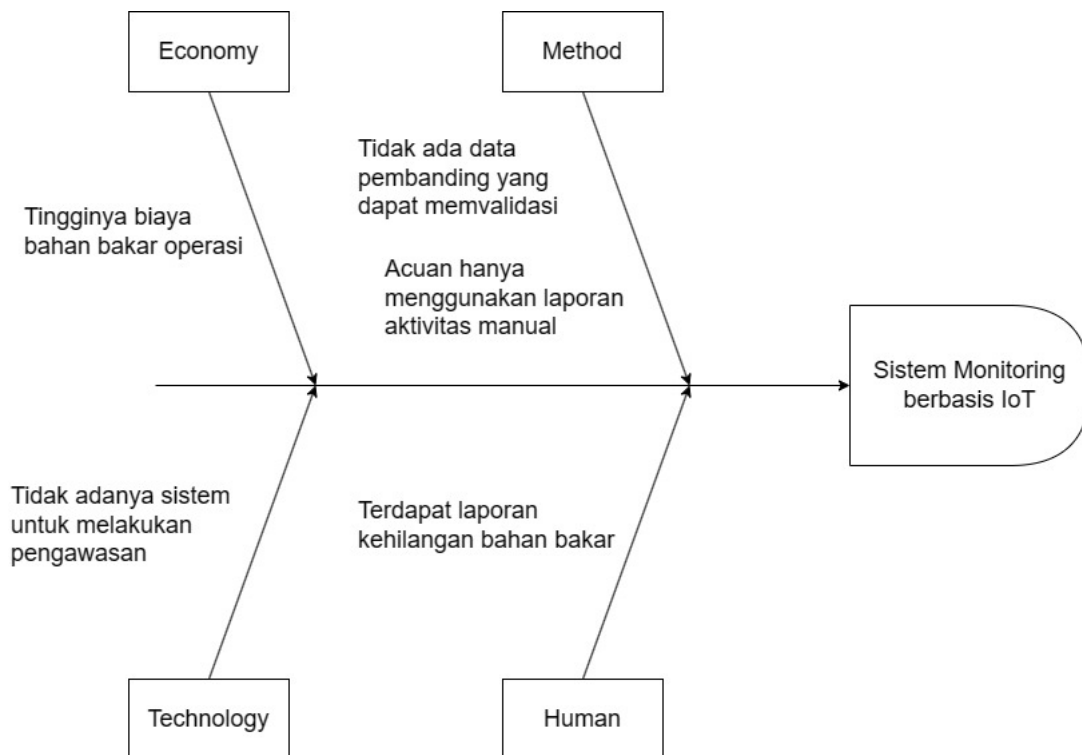 Economy
Method
Tidak ada data
pembanding yang
dapat memvalidasi
Tingginya biaya
bahan bakar operasi
Acuan hanya
menggunakan laporan
aktivitas manual
Sistem Monitoring
berbasis IoT
Tidak adanya sistem
untuk melakukan
pengawasan
Terdapat laporan
kehilangan bahan bakar
Technology
Human